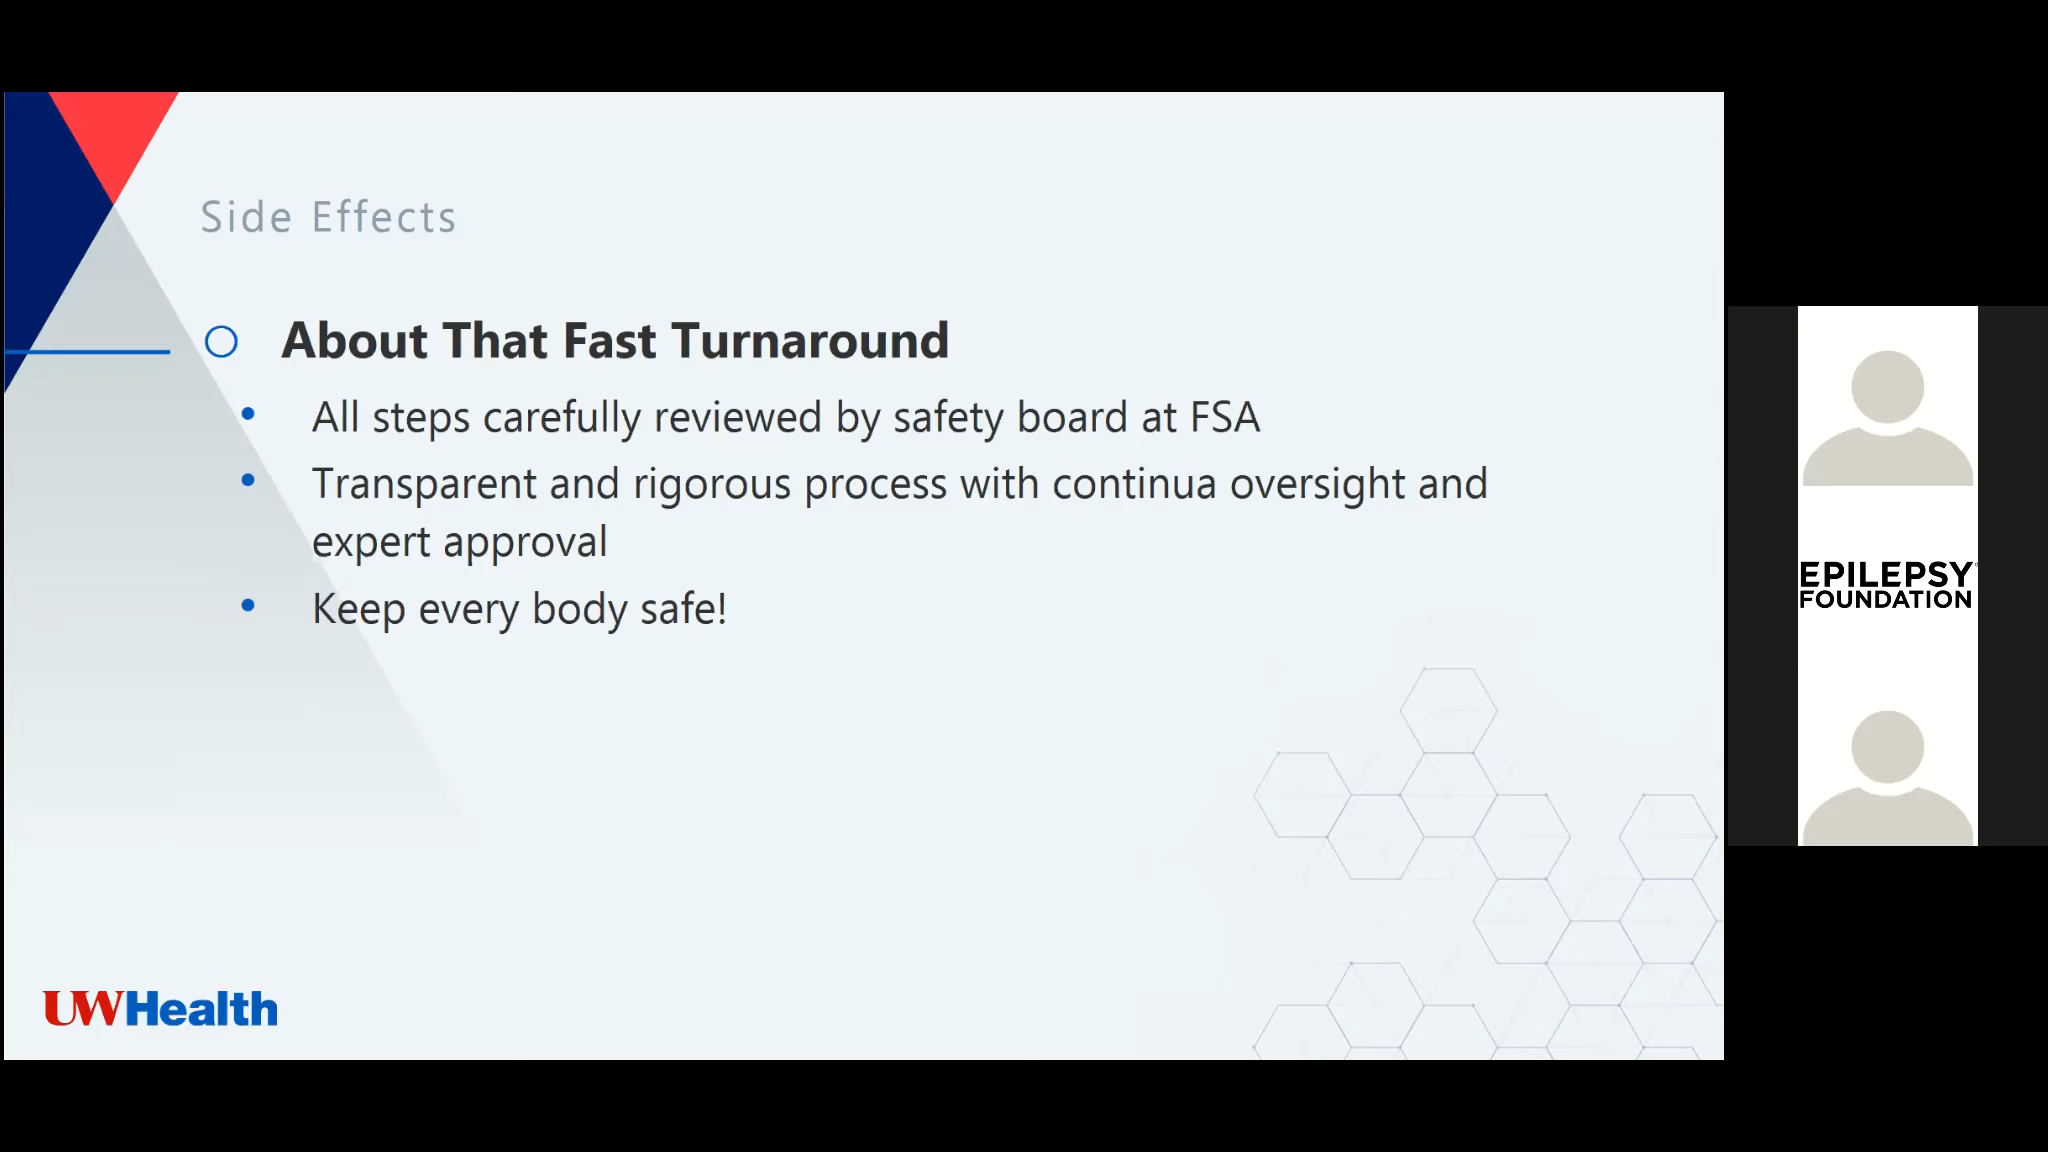 Side Effects
About That Fast Turnaround
• All steps carefully reviewed by safety board at FSA
• Transparent and rigorous process with continua oversight and
expert approval
• Keep every body safe!
UWHealth
EPILEPSY
FOUNDATION